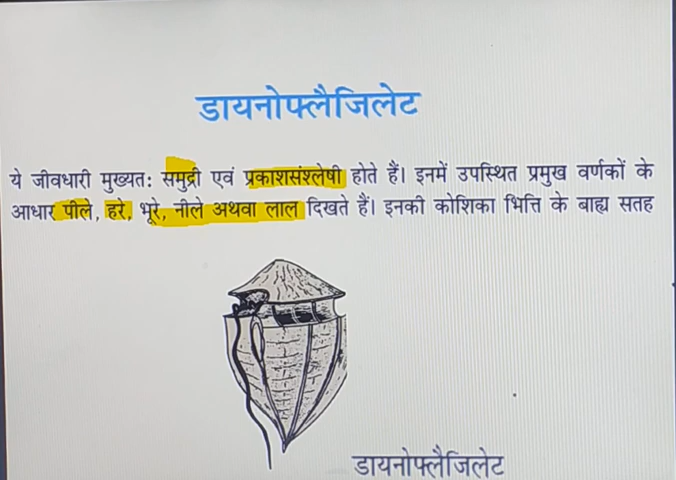 डायनोफ्लैजिलेट
ये जीवधारी मुख्यतः समुद्री एवं प्रकाशसंश्लेषी होते हैं। इनमें उपस्थित प्रमुख वर्णकों के
आधार पीले, हरे, भूरे, नीले अथवा लाल दिखते हैं। इनकी कोशिका भित्ति के बाह्य सतह
डायनोफ्लैजिलेट